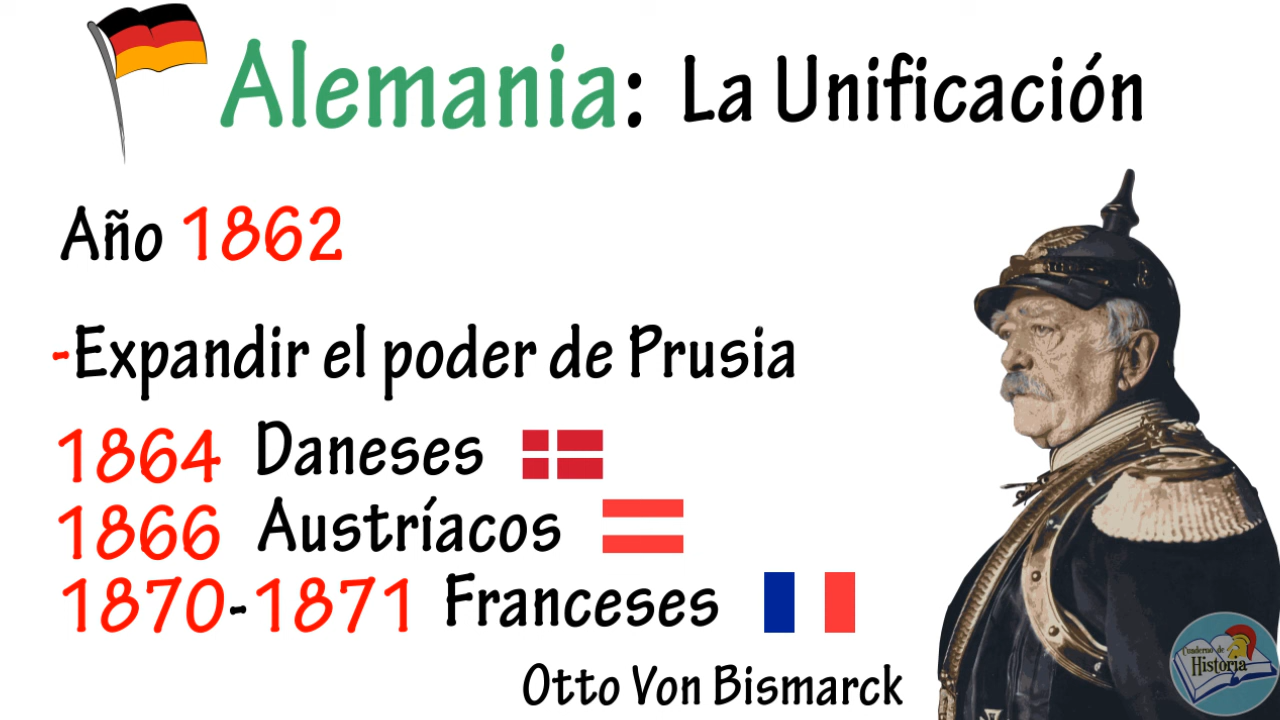 Alemania: La Unificación
Año 1862
-Expandir el poder de Prusia
1864 Daneses
1866 Austríacos
1870-1871 Franceses
Otto Von Bismarck
Cuaderno de
Historia